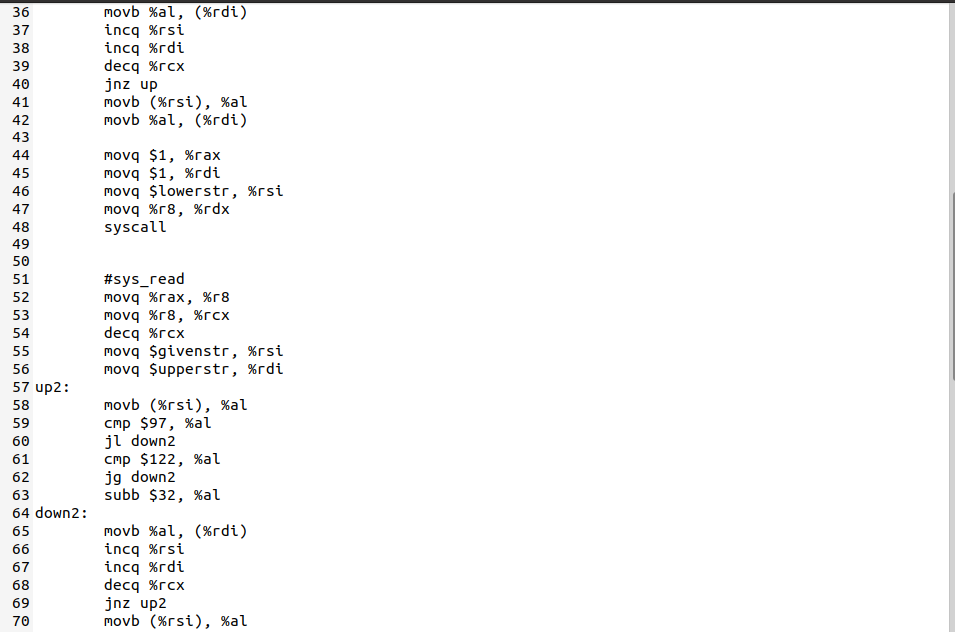 36 movb %al, (%rdi)
37 incq %rsi
38 incq %rdi
39 decq %rcx
40 jnz up
41 movb (%rsi), %al
42 movb %al, (%rdi)
43
44 movq $1, %rax
45 movq $1, %rdi
46 movq $lowerstr, %rsi
47 movq %r8, %rdx
48 syscall
49
50
51 #sys_read
52 movq %rax, %r8
53 movq %r8, %rcx
54 decq %rcx
55 movq $givenstr, %rsi
56 movq $upperstr, %rdi
57 up2:
58 movb (%rsi), %al
59 cmp $97, %al
60 jl down2
61 cmp $122, %al
62 jg down2
63 subb $32, %al
64 down2:
65 movb %al, (%rdi)
66 incq %rsi
67 incq %rdi
68 decq %rcx
69 jnz up2
70 movb (%rsi), %al